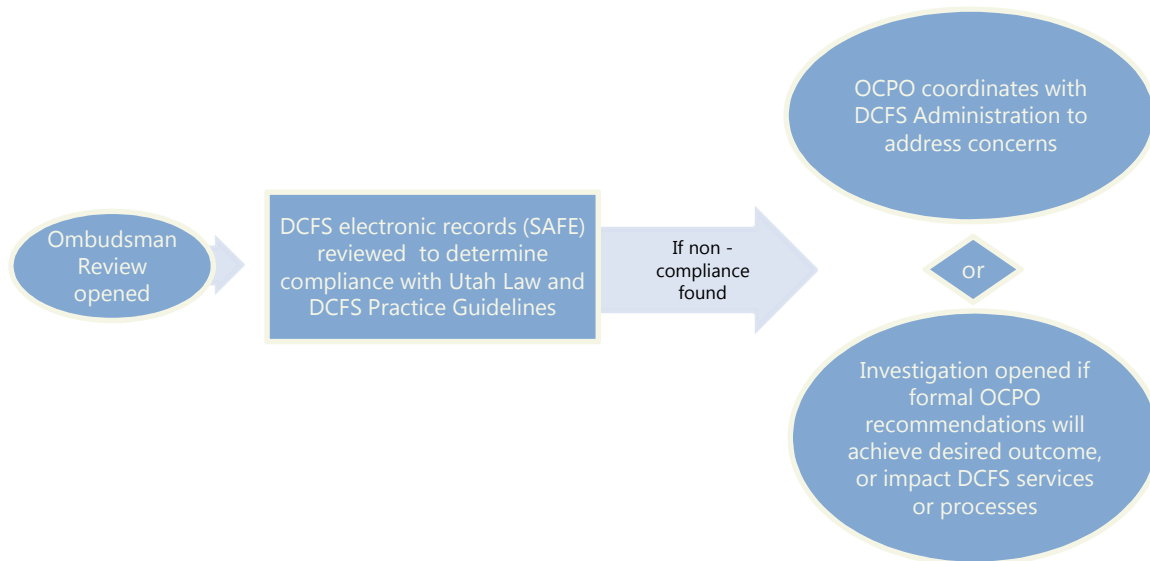 Ombudsman
Review
opened
DCFS electronic records (SAFE)
reviewed to determine
compliance with Utah Law and
DCFS Practice Guidelines
If non -
compliance
found
OCPO coordinates with
DCFS Administration to
address concerns
or
Investigation opened if
formal OCPO
recommendations will
achieve desired outcome,
or impact DCFS services
or processes